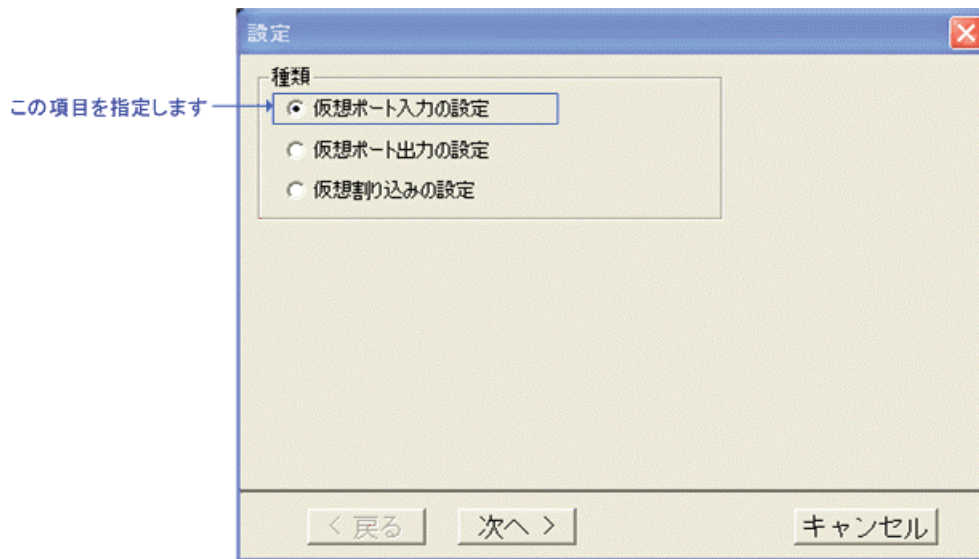 設定
種類
この項目を指定します
仮想ポート入力の設定
仮想ポート出力の設定
仮想割り込みの設定
< 戻る
次へ >
キャンセル